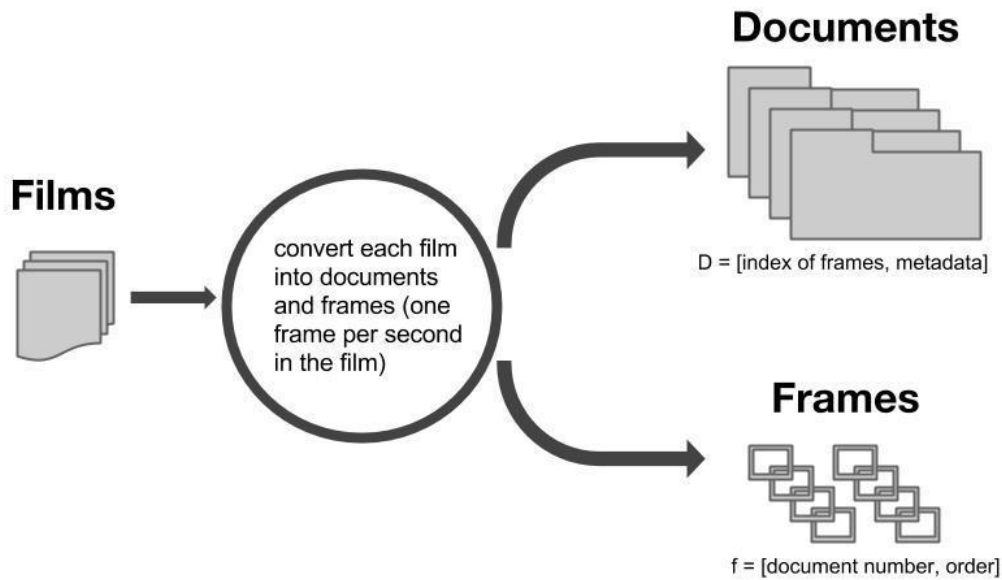 Films
convert each film
into documents
and frames (one
frame per second
in the film)
Documents
D = [index of frames, metadata]
Frames
f = [document number, order]